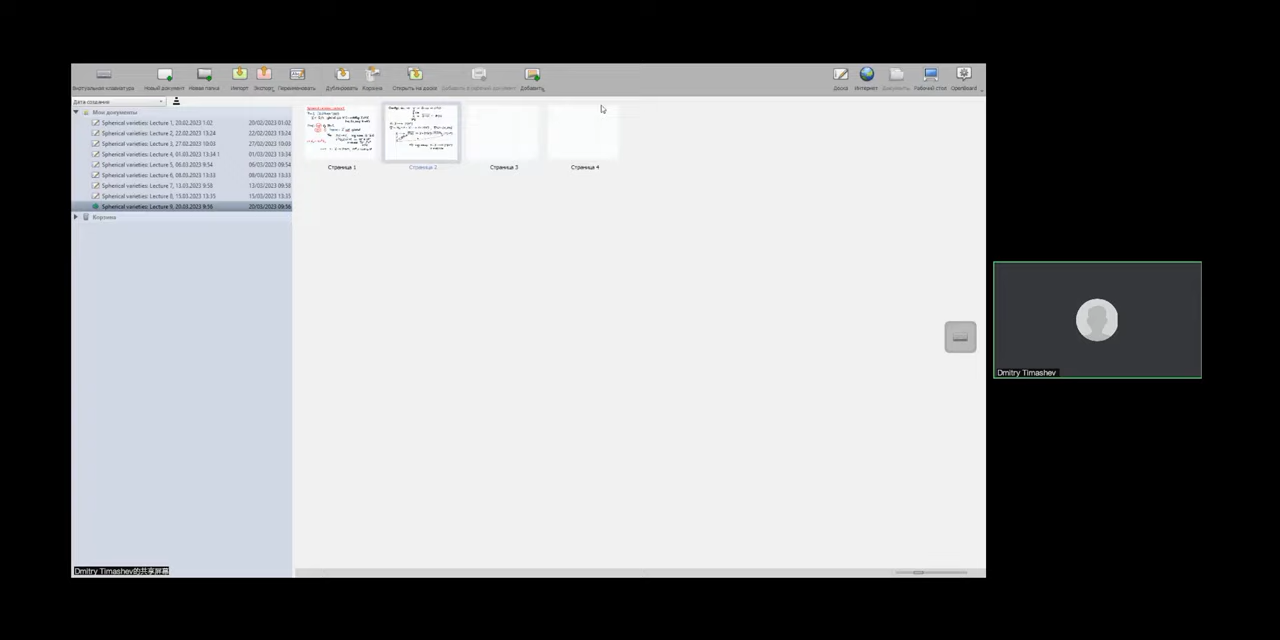 Виртуальная клавиатура
Новый документ
Новая папка
Импорт
Экспорт
Переименовать
Дублировать
Корзина
Открыть на доске
Добавить в рабочий документ
Добавить
Доска
Интернет
Документы
Рабочий стол
OpenBoard
Дата создания
Мои документы
Spherical varieties: Lecture 1, 20.02.2023 1:02 20/02/2023 01:02
Spherical varieties: Lecture 2, 22.02.2023 13:24 22/02/2023 13:24
Spherical varieties: Lecture 3, 27.02.2023 10:03 27/02/2023 10:03
Spherical varieties: Lecture 4, 01.03.2023 13:34 1 01/03/2023 13:34
Spherical varieties: Lecture 5, 06.03.2023 9:54 06/03/2023 09:54
Spherical varieties: Lecture 6, 08.03.2023 13:33 08/03/2023 13:33
Spherical varieties: Lecture 7, 13.03.2023 9:58 13/03/2023 09:58
Spherical varieties: Lecture 8, 15.03.2023 13:35 15/03/2023 13:35
Spherical varieties: Lecture 9, 20.03.2023 9:56 20/03/2023 09:56
Корзина
Страница 1
Страница 2
Страница 3
Страница 4
Dmitry Timashev
Dmitry Timashev的共享屏幕